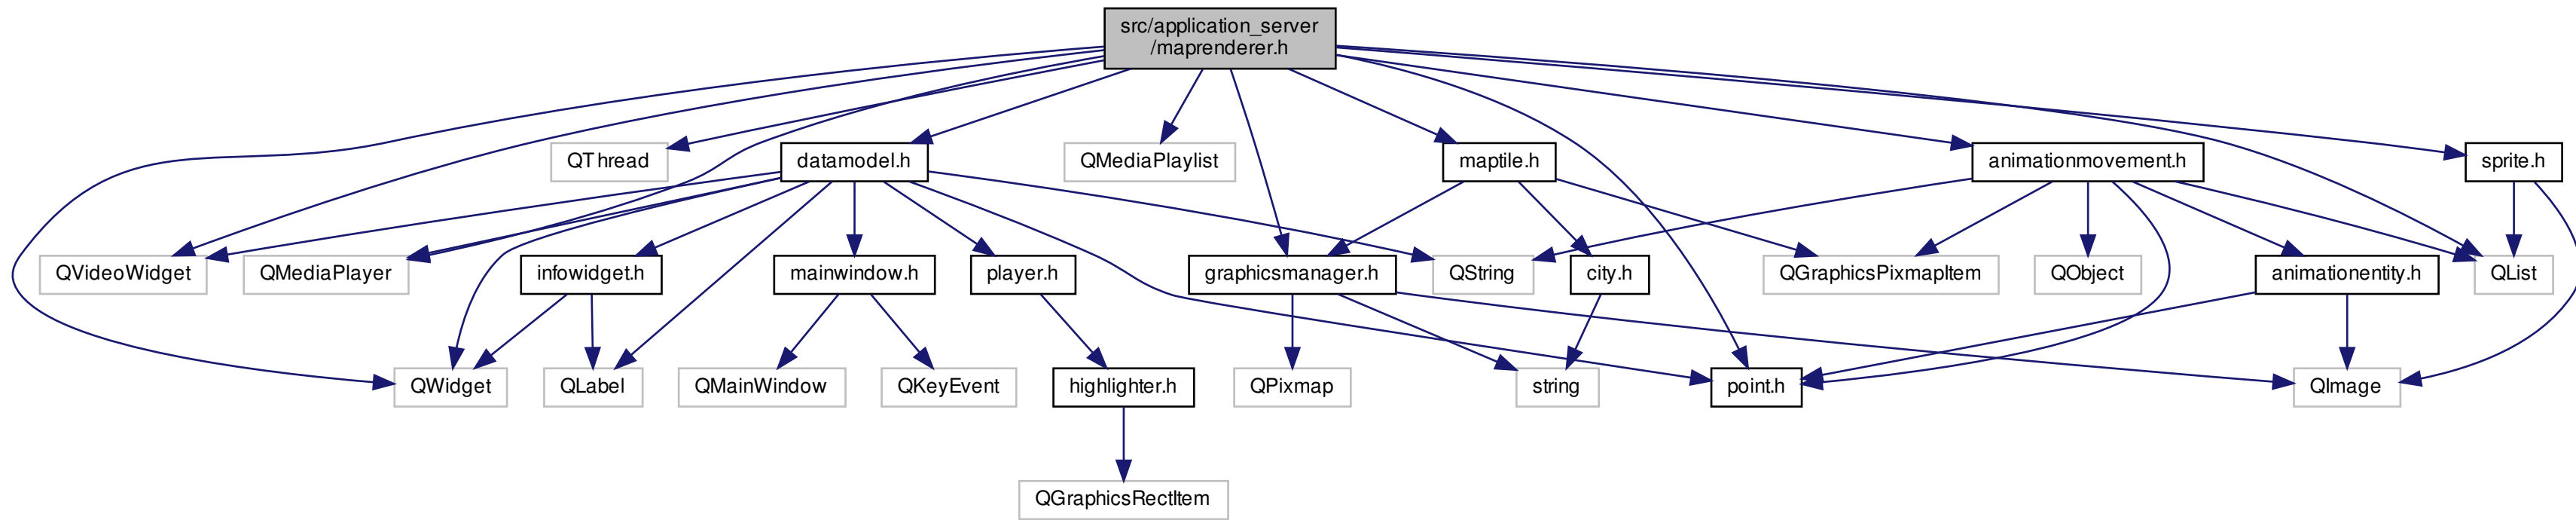 src/application_server
/maprenderer.h
QThread
datamodel.h
QMediaPlaylist
maptile.h
animationmovement.h
sprite.h
QVideoWidget
QMediaPlayer
infowidget.h
mainwindow.h
player.h
graphicsmanager.h
QString
city.h
QGraphicsPixmapItem
QObject
animationentity.h
QList
QWidget
QLabel
QMainWindow
QKeyEvent
highlighter.h
QPixmap
string
point.h
QImage
QGraphicsRectItem